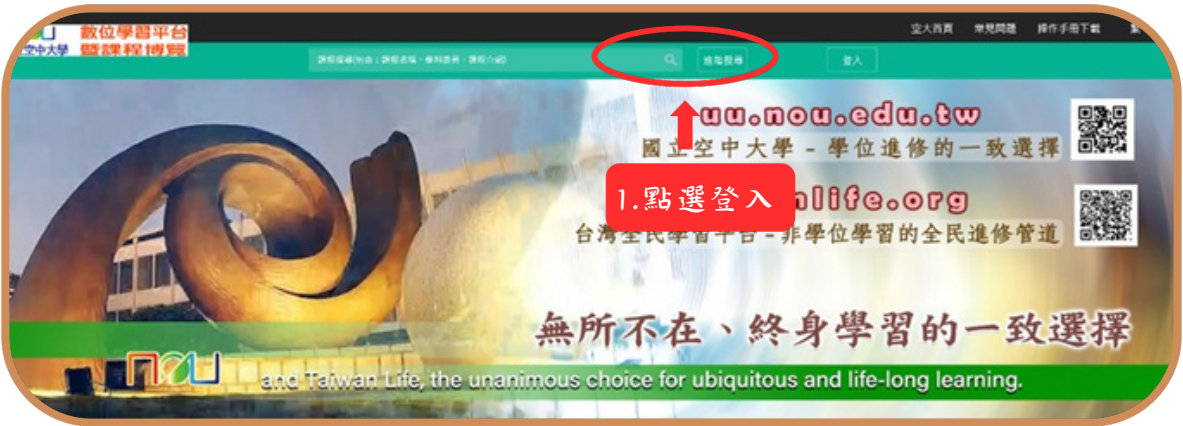 空大首頁 常見問題 操作手冊下載
數位學習平台
空中大學 暨課程博覽
進階搜尋
登入
uu.nou.edu.tw
國立空中大學 - 學位進修的一致選擇
1.點選登入
nlife.org
台灣全民學習平台 - 非學位學習的全民進修管道
無所不在、終身學習的一致選擇
nou
and Taiwan Life, the unanimous choice for ubiquitous and life-long learning.